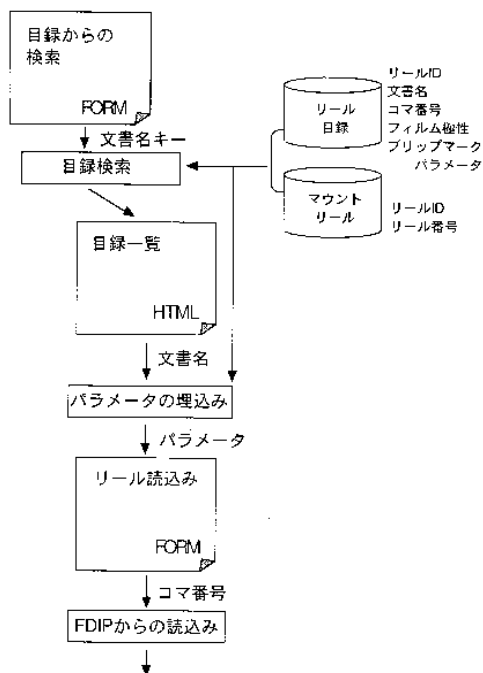 目録からの
検索
FORM
文書名キー
目録検索
リール
目録
リールID
文書名
コマ番号
フィルム極性
ブリップマーク
パラメータ
マウント
リール
リールID
リール番号
目録一覧
HTML
文書名
パラメータの埋込み
パラメータ
リール読込み
FORM
コマ番号
FDIPからの読込み